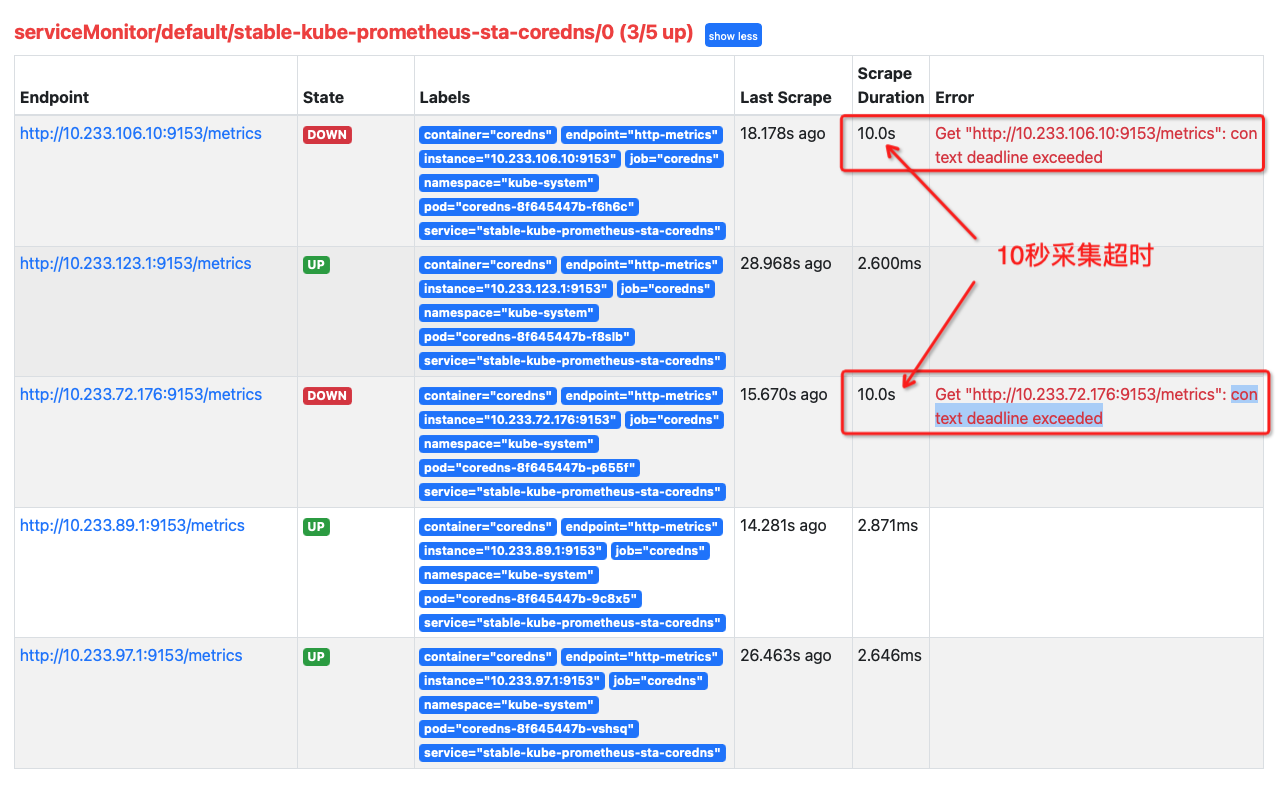 serviceMonitor/default/stable-kube-prometheus-sta-coredns/0 (3/5 up) show less
Endpoint State Labels Last Scrape Scrape Duration Error
http://10.233.106.10:9153/metrics DOWN container="coredns" endpoint="http-metrics" 18.178s ago 10.0s Get "http://10.233.106.10:9153/metrics": con
instance="10.233.106.10:9153" job="coredns" text deadline exceeded
namespace="kube-system"
pod="coredns-8f645447b-f6h6c"
service="stable-kube-prometheus-sta-coredns"
10秒采集超时
http://10.233.123.1:9153/metrics UP container="coredns" endpoint="http-metrics" 28.968s ago 2.600ms
instance="10.233.123.1:9153" job="coredns"
namespace="kube-system"
pod="coredns-8f645447b-f8slb"
service="stable-kube-prometheus-sta-coredns"
http://10.233.72.176:9153/metrics DOWN container="coredns" endpoint="http-metrics" 15.670s ago 10.0s Get "http://10.233.72.176:9153/metrics": con
instance="10.233.72.176:9153" job="coredns" text deadline exceeded
namespace="kube-system"
pod="coredns-8f645447b-p655f"
service="stable-kube-prometheus-sta-coredns"
http://10.233.89.1:9153/metrics UP container="coredns" endpoint="http-metrics" 14.281s ago 2.871ms
instance="10.233.89.1:9153" job="coredns"
namespace="kube-system"
pod="coredns-8f645447b-9c8x5"
service="stable-kube-prometheus-sta-coredns"
http://10.233.97.1:9153/metrics UP container="coredns" endpoint="http-metrics" 26.463s ago 2.646ms
instance="10.233.97.1:9153" job="coredns"
namespace="kube-system"
pod="coredns-8f645447b-vshsq"
service="stable-kube-prometheus-sta-coredns"